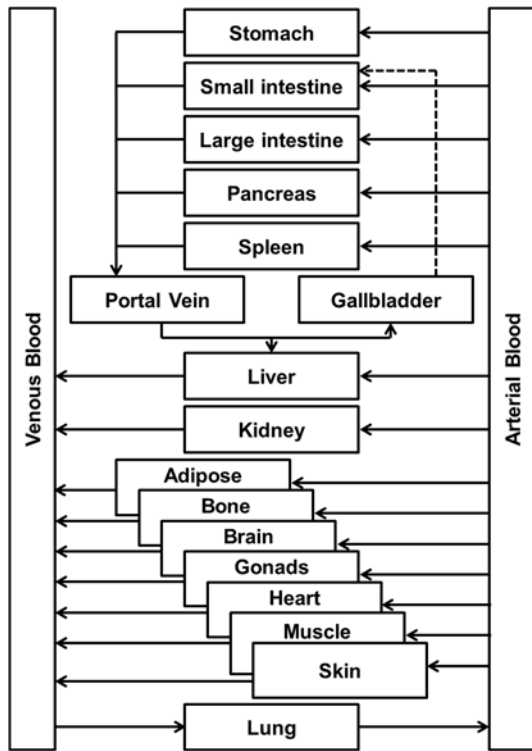 Stomach
Small intestine
Large intestine
Pancreas
Spleen
Portal Vein
Gallbladder
Liver
Kidney
Adipose
Bone
Brain
Gonads
Heart
Muscle
Skin
Lung
Venous Blood
Arterial Blood